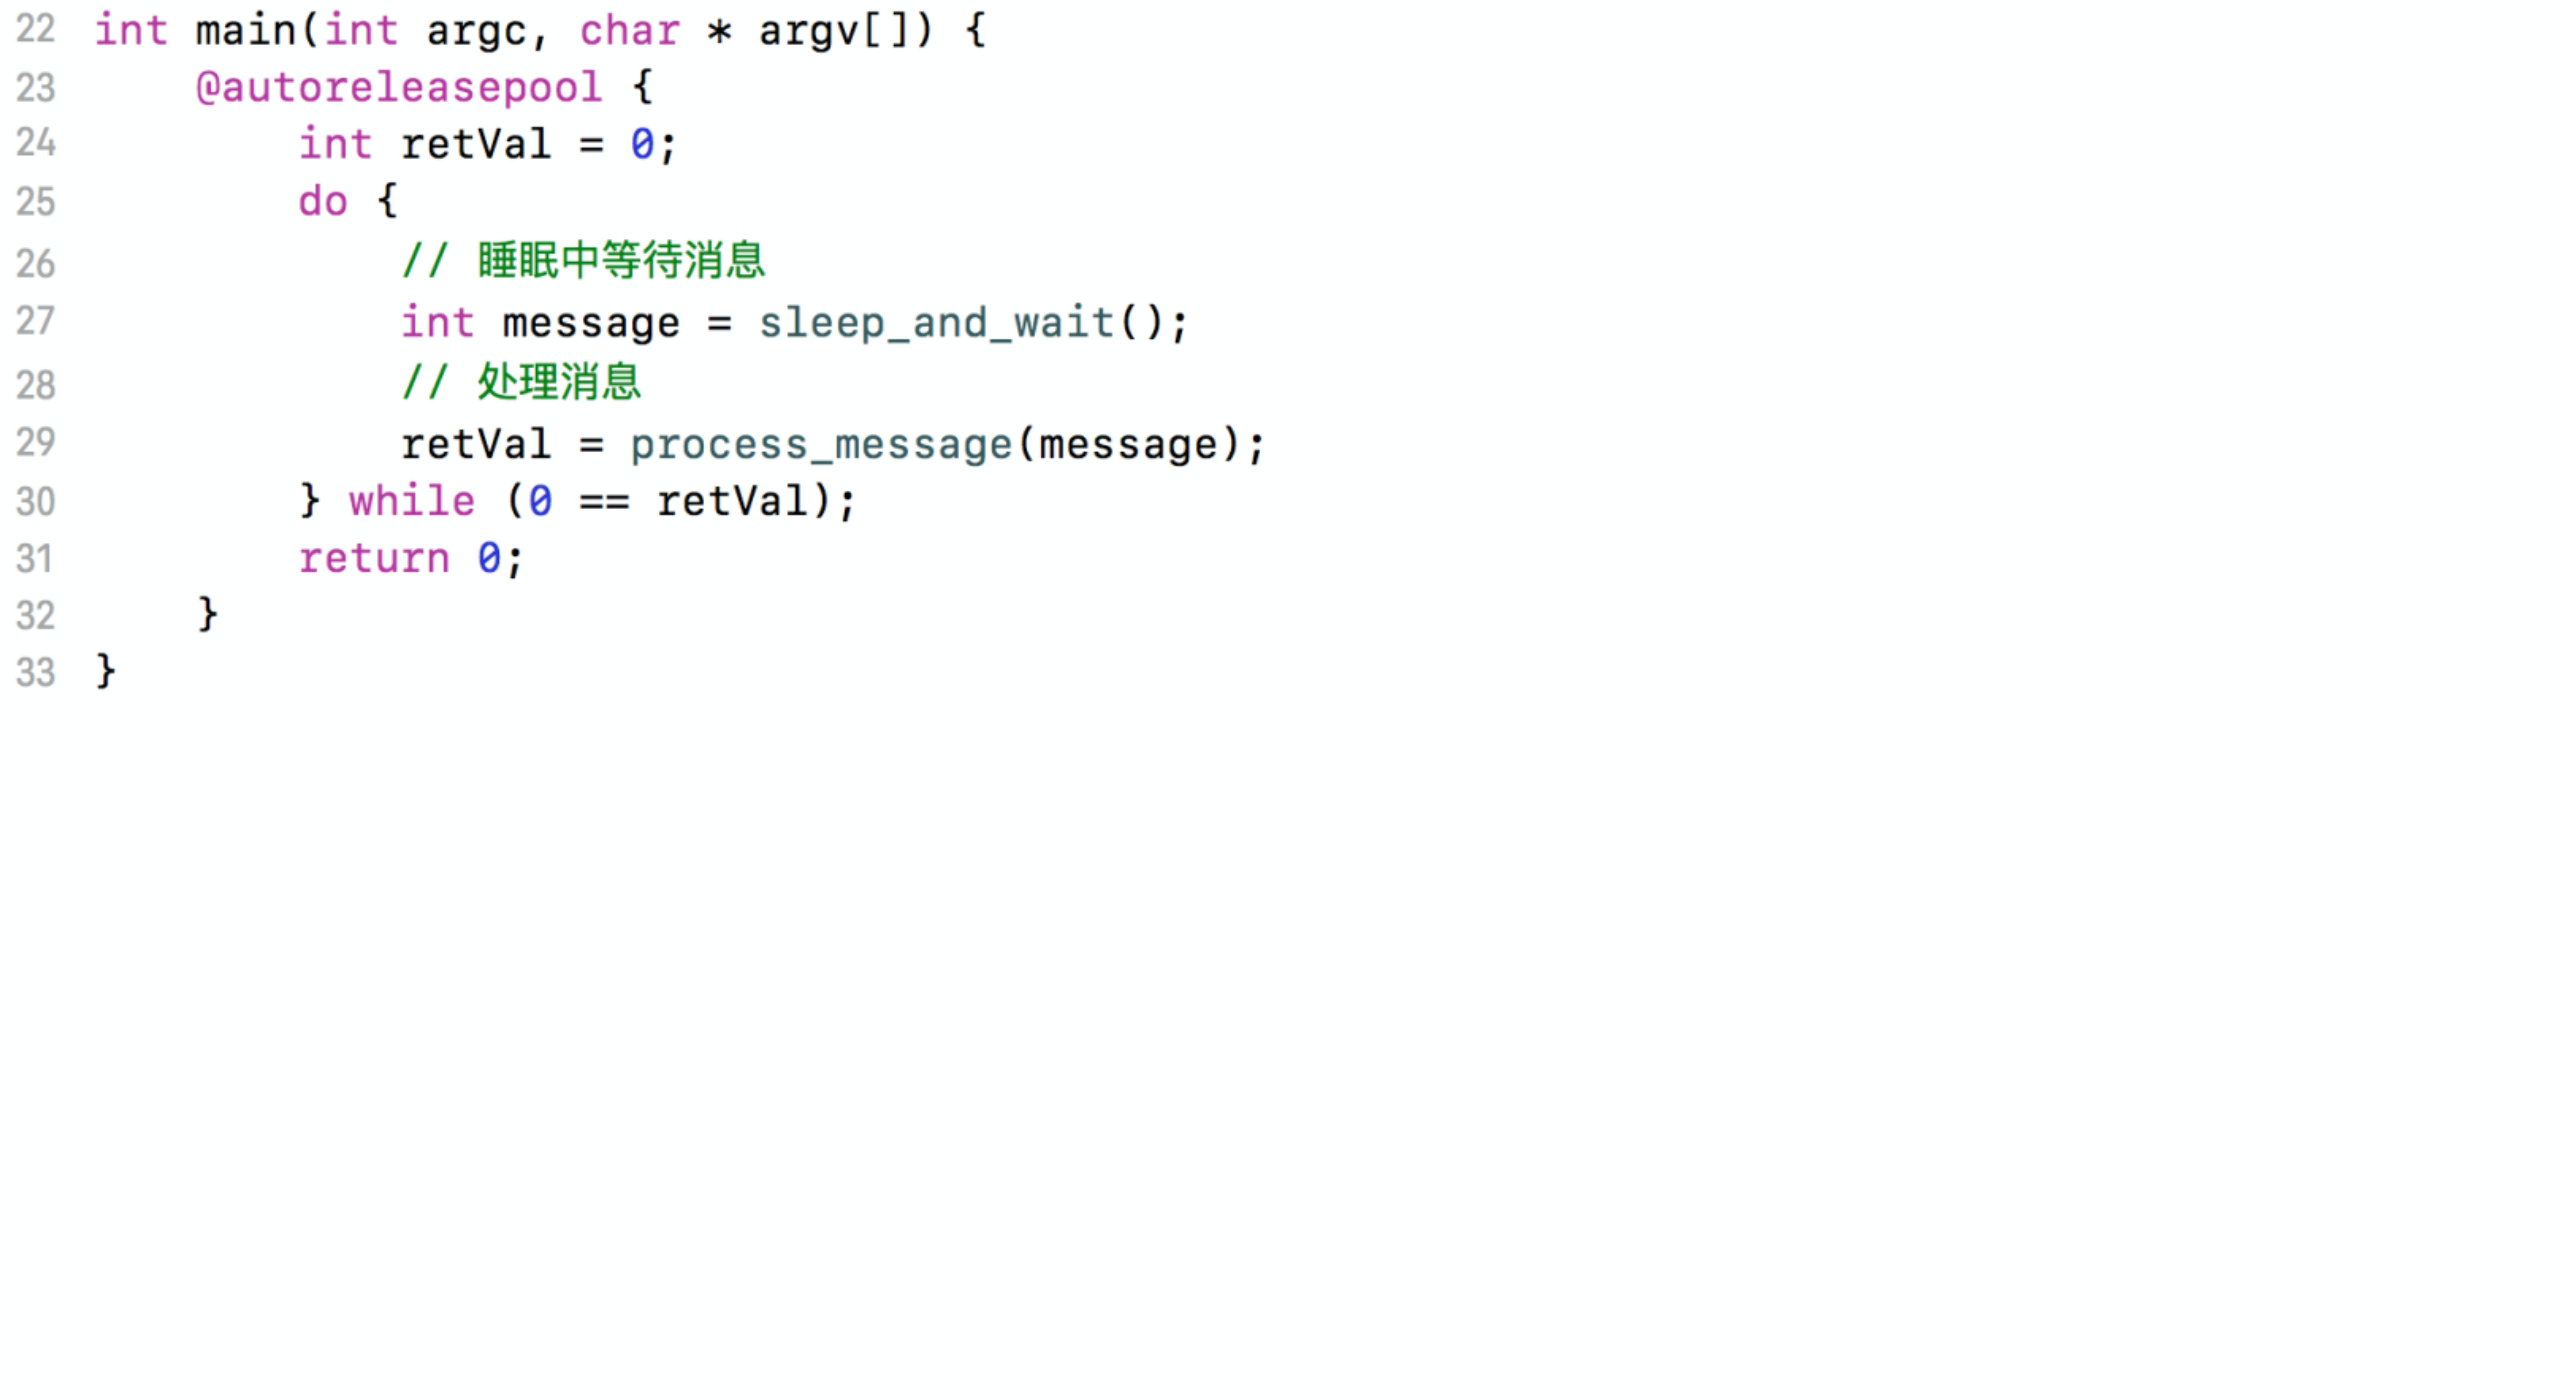 22 int main(int argc, char * argv[]) {
23 @autoreleasepool {
24 int retVal = 0;
25 do {
26 // 睡眠中等待消息
27 int message = sleep_and_wait();
28 // 处理消息
29 retVal = process_message(message);
30 } while (0 == retVal);
31 return 0;
32 }
33 }